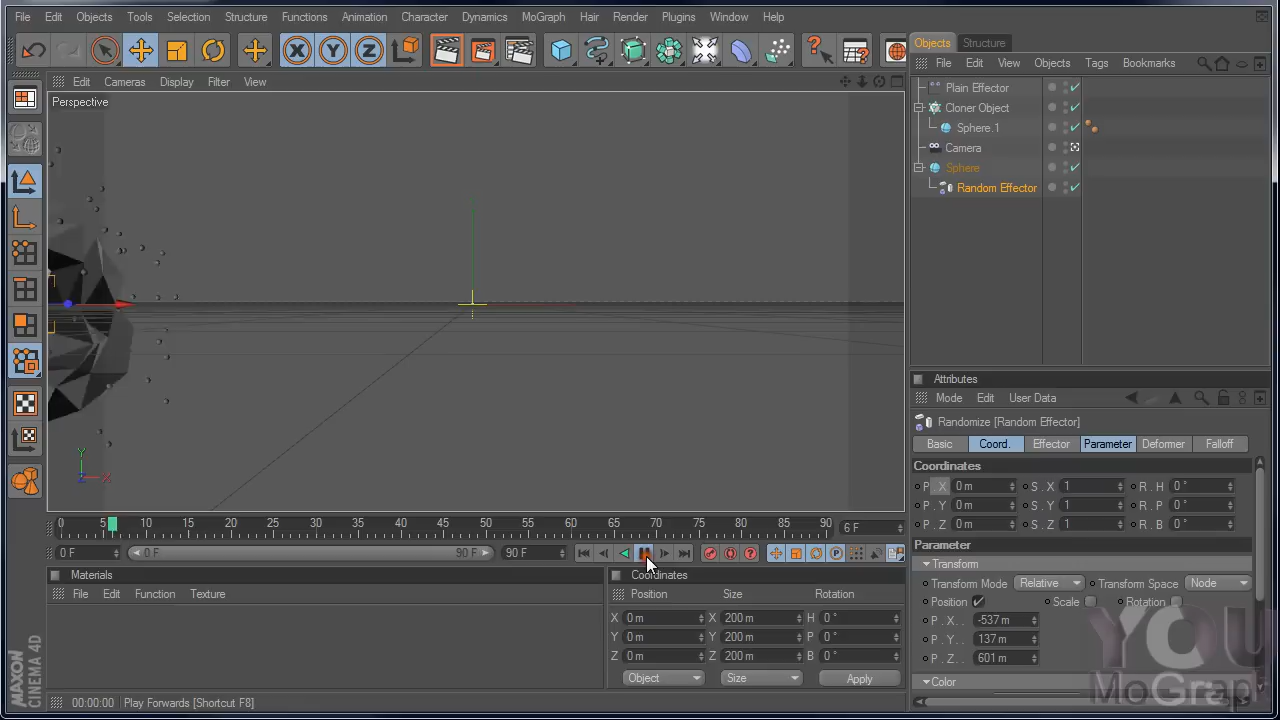 File Edit Objects Tools Selection Structure Functions Animation Character Dynamics MoGraph Hair Render Plugins Window Help
X Y Z
Objects Structure
File Edit View Objects Tags Bookmarks
Edit Cameras Display Filter View
Perspective
Plain Effector
Cloner Object
Sphere.1
Camera
Sphere
Random Effector
Attributes
Mode Edit User Data
Randomize [Random Effector]
Basic Coord. Effector Parameter Deformer Falloff
Coordinates
P . X 0 m S . X 1 R . H 0 °
P . Y 0 m S . Y 1 R . P 0 °
P . Z 0 m S . Z 1 R . B 0 °
Parameter
Transform
Transform Mode Relative Transform Space Node
Position Scale Rotation
P . X . . -537 m
P . Y . . 137 m
P . Z . . 601 m
Color
Y
Z X
0 5 10 15 20 25 30 35 40 45 50 55 60 65 70 75 80 85 90 6 F
0 F 0 F 90 F 90 F
P
Materials
File Edit Function Texture
Coordinates
Position Size Rotation
X 0 m X 200 m H 0 °
Y 0 m Y 200 m P 0 °
Z 0 m Z 200 m B 0 °
Object Size Apply
MAXON
CINEMA 4D
00:00:00 Play Forwards [Shortcut F8]
YOU
MoGraph